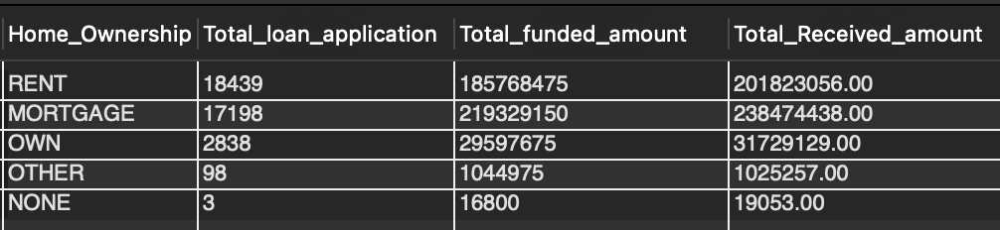 Home_Ownership Total_loan_application Total_funded_amount Total_Received_amount
RENT 18439 185768475 201823056.00
MORTGAGE 17198 219329150 238474438.00
OWN 2838 29597675 31729129.00
OTHER 98 1044975 1025257.00
NONE 3 16800 19053.00